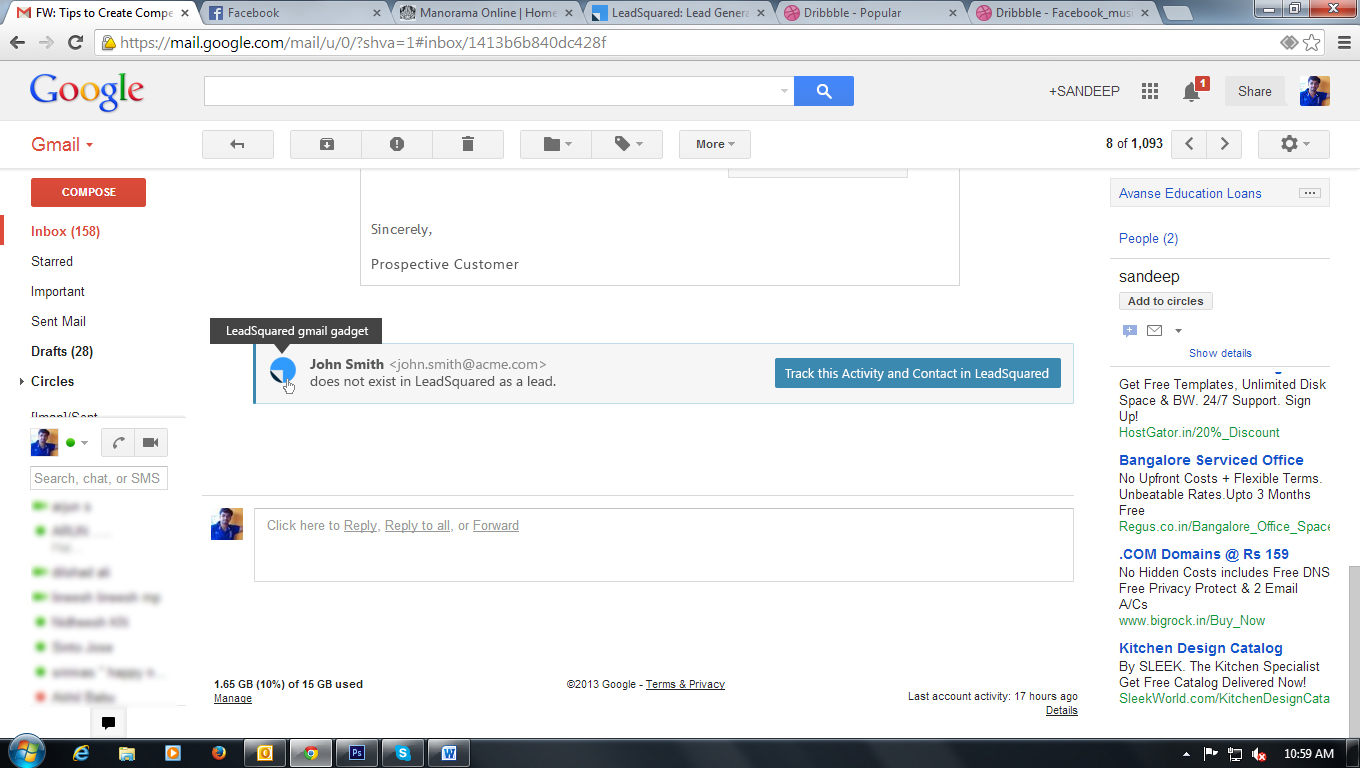 FW: Tips to Create Compe
Facebook
Manorama Online | Home
LeadSquared: Lead Genera
Dribbble - Popular
Dribbble - Facebook_mus
https://mail.google.com/mail/u/0/?shva=1#inbox/1413b6b840dc428f
Google
+SANDEEP
1
Share
Gmail
More
8 of 1,093
COMPOSE
Inbox (158)
Starred
Important
Sent Mail
Drafts (28)
Circles
[Imap]/Sent
Search, chat, or SMS
Sincerely,
Prospective Customer
LeadSquared gmail gadget
John Smith <john.smith@acme.com>
does not exist in LeadSquared as a lead.
Track this Activity and Contact in LeadSquared
Click here to Reply, Reply to all, or Forward
1.65 GB (10%) of 15 GB used
Manage
©2013 Google - Terms & Privacy
Last account activity: 17 hours ago
Details
Avanse Education Loans
People (2)
sandeep
Add to circles
Show details
Get Free Templates, Unlimited Disk
Space & BW. 24/7 Support. Sign
Up!
HostGator.in/20%_Discount
Bangalore Serviced Office
No Upfront Costs + Flexible Terms.
Unbeatable Rates.Upto 3 Months
Free
Regus.co.in/Bangalore_Office_Space
.COM Domains @ Rs 159
No Hidden Costs includes Free DNS
Free Privacy Protect & 2 Email
A/Cs
www.bigrock.in/Buy_Now
Kitchen Design Catalog
By SLEEK. The Kitchen Specialist
Get Free Catalog Delivered Now!
SleekWorld.com/KitchenDesignCata
10:59 AM